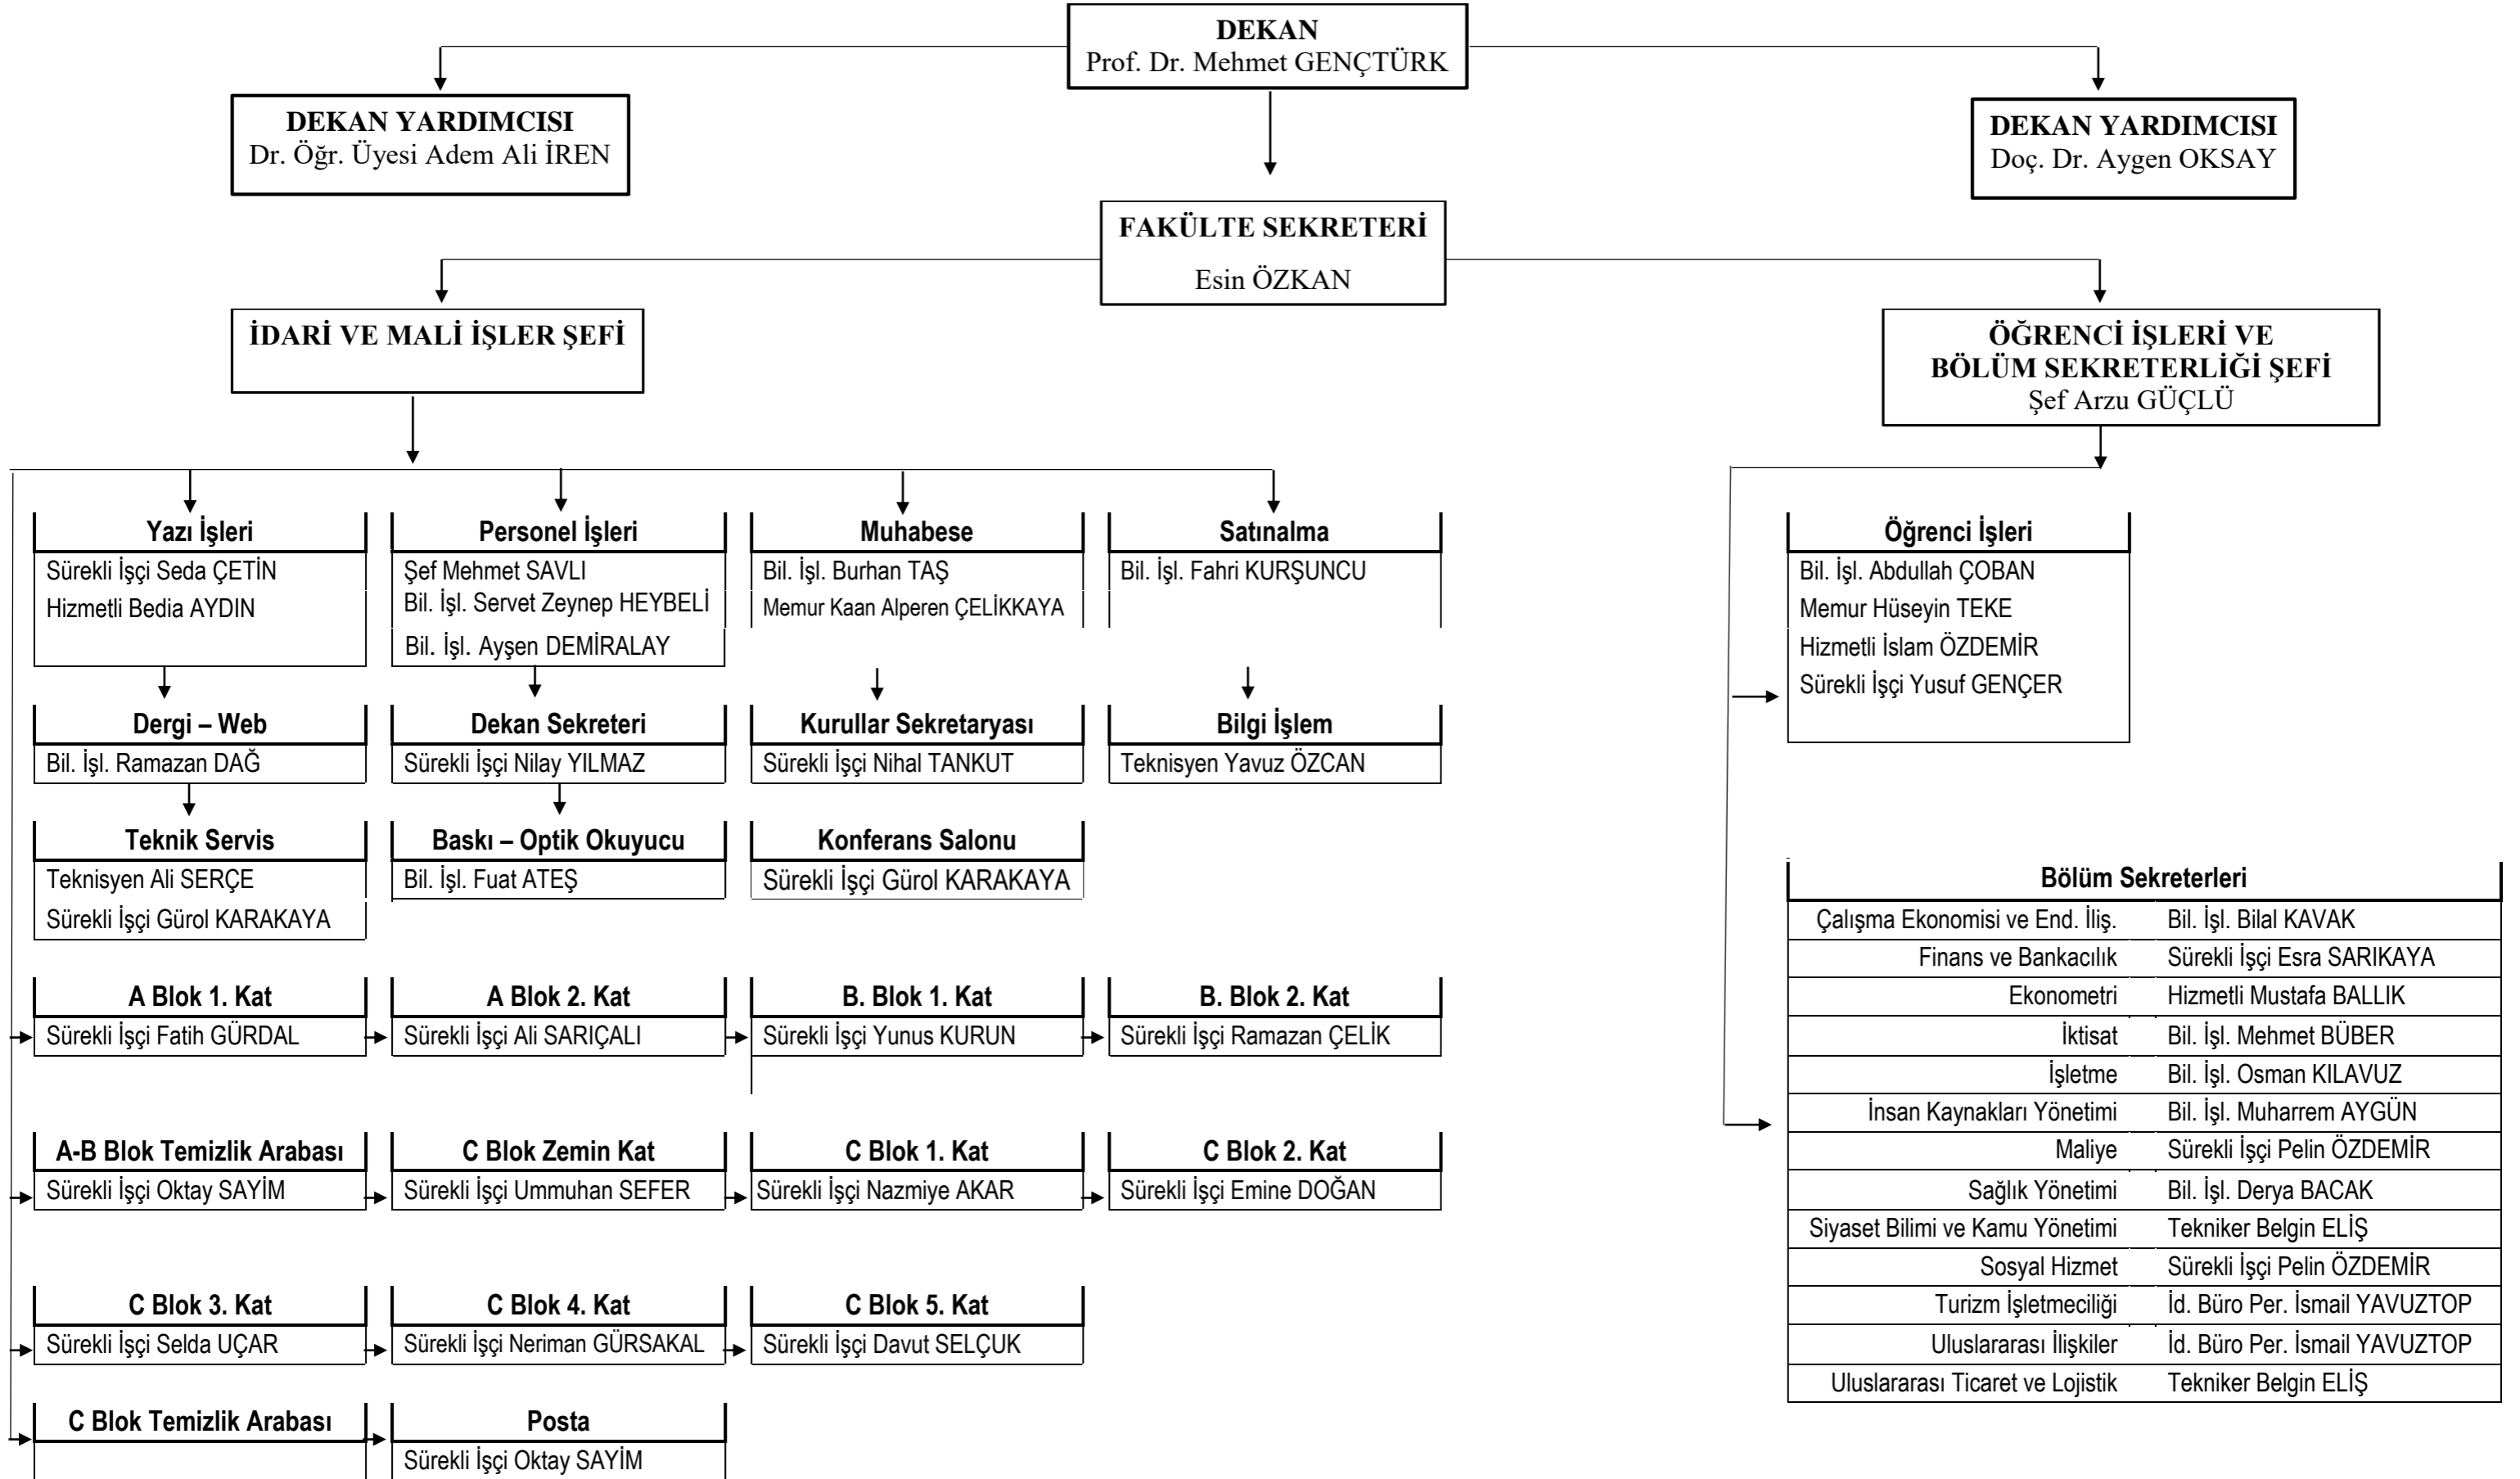 DEKAN
Prof. Dr. Mehmet GENÇTÜRK
DEKAN YARDIMCISI
Dr. Öğr. Üyesi Adem Ali İREN
DEKAN YARDIMCISI
Doç. Dr. Aygen OKSAY
FAKÜLTE SEKRETERİ
Esin ÖZKAN
İDARİ VE MALİ İŞLER ŞEFİ
ÖĞRENCİ İŞLERİ VE
BÖLÜM SEKRETERLİĞİ ŞEFİ
Şef Arzu GÜÇLÜ
Yazı İşleri
Sürekli İşçi Seda ÇETİN
Hizmetli Bedia AYDIN
Personel İşleri
Şef Mehmet SAVLI
Bil. İşl. Servet Zeynep HEYBELİ
Bil. İşl. Ayşen DEMİRALAY
Muhabese
Bil. İşl. Burhan TAŞ
Memur Kaan Alperen ÇELİKKAYA
Satınalma
Bil. İşl. Fahri KURŞUNCU
Dergi – Web
Bil. İşl. Ramazan DAĞ
Dekan Sekreteri
Sürekli İşçi Nilay YILMAZ
Kurullar Sekretaryası
Sürekli İşçi Nihal TANKUT
Bilgi İşlem
Teknisyen Yavuz ÖZCAN
Teknik Servis
Teknisyen Ali SERÇE
Sürekli İşçi Gürol KARAKAYA
Baskı – Optik Okuyucu
Bil. İşl. Fuat ATEŞ
Konferans Salonu
Sürekli İşçi Gürol KARAKAYA
A Blok 1. Kat
Sürekli İşçi Fatih GÜRDAL
A Blok 2. Kat
Sürekli İşçi Ali SARIÇALI
B. Blok 1. Kat
Sürekli İşçi Yunus KURUN
B. Blok 2. Kat
Sürekli İşçi Ramazan ÇELİK
A-B Blok Temizlik Arabası
Sürekli İşçi Oktay SAYİM
C Blok Zemin Kat
Sürekli İşçi Ummuhan SEFER
C Blok 1. Kat
Sürekli İşçi Nazmiye AKAR
C Blok 2. Kat
Sürekli İşçi Emine DOĞAN
C Blok 3. Kat
Sürekli İşçi Selda UÇAR
C Blok 4. Kat
Sürekli İşçi Neriman GÜRSAKAL
C Blok 5. Kat
Sürekli İşçi Davut SELÇUK
C Blok Temizlik Arabası
Posta
Sürekli İşçi Oktay SAYİM
Öğrenci İşleri
Bil. İşl. Abdullah ÇOBAN
Memur Hüseyin TEKE
Hizmetli İslam ÖZDEMİR
Sürekli İşçi Yusuf GENÇER
Bölüm Sekreterleri
Çalışma Ekonomisi ve End. İliş. Bil. İşl. Bilal KAVAK
Finans ve Bankacılık Sürekli İşçi Esra SARIKAYA
Ekonometri Hizmetli Mustafa BALLIK
İktisat Bil. İşl. Mehmet BÜBER
İşletme Bil. İşl. Osman KILAVUZ
İnsan Kaynakları Yönetimi Bil. İşl. Muharrem AYGÜN
Maliye Sürekli İşçi Pelin ÖZDEMİR
Sağlık Yönetimi Bil. İşl. Derya BACAK
Siyaset Bilimi ve Kamu Yönetimi Tekniker Belgin ELİŞ
Sosyal Hizmet Sürekli İşçi Pelin ÖZDEMİR
Turizm İşletmeciliği İd. Büro Per. İsmail YAVUZTOP
Uluslararası İlişkiler İd. Büro Per. İsmail YAVUZTOP
Uluslararası Ticaret ve Lojistik Tekniker Belgin ELİŞ